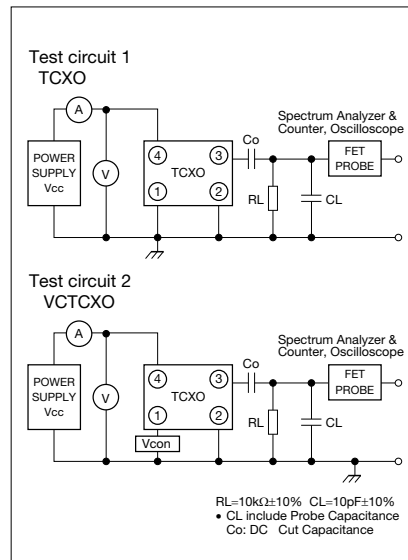 Test circuit 1
TCXO
A
POWER
SUPPLY
Vcc
V
4
3
TCXO
1
2
Co
RL
CL
Spectrum Analyzer &
Counter, Oscilloscope
FET
PROBE
Test circuit 2
VCTCXO
A
POWER
SUPPLY
Vcc
V
4
3
TCXO
1
2
Vcon
Co
RL
CL
Spectrum Analyzer &
Counter, Oscilloscope
FET
PROBE
RL=10kΩ±10% CL=10pF±10%
• CL include Probe Capacitance
Co: DC Cut Capacitance